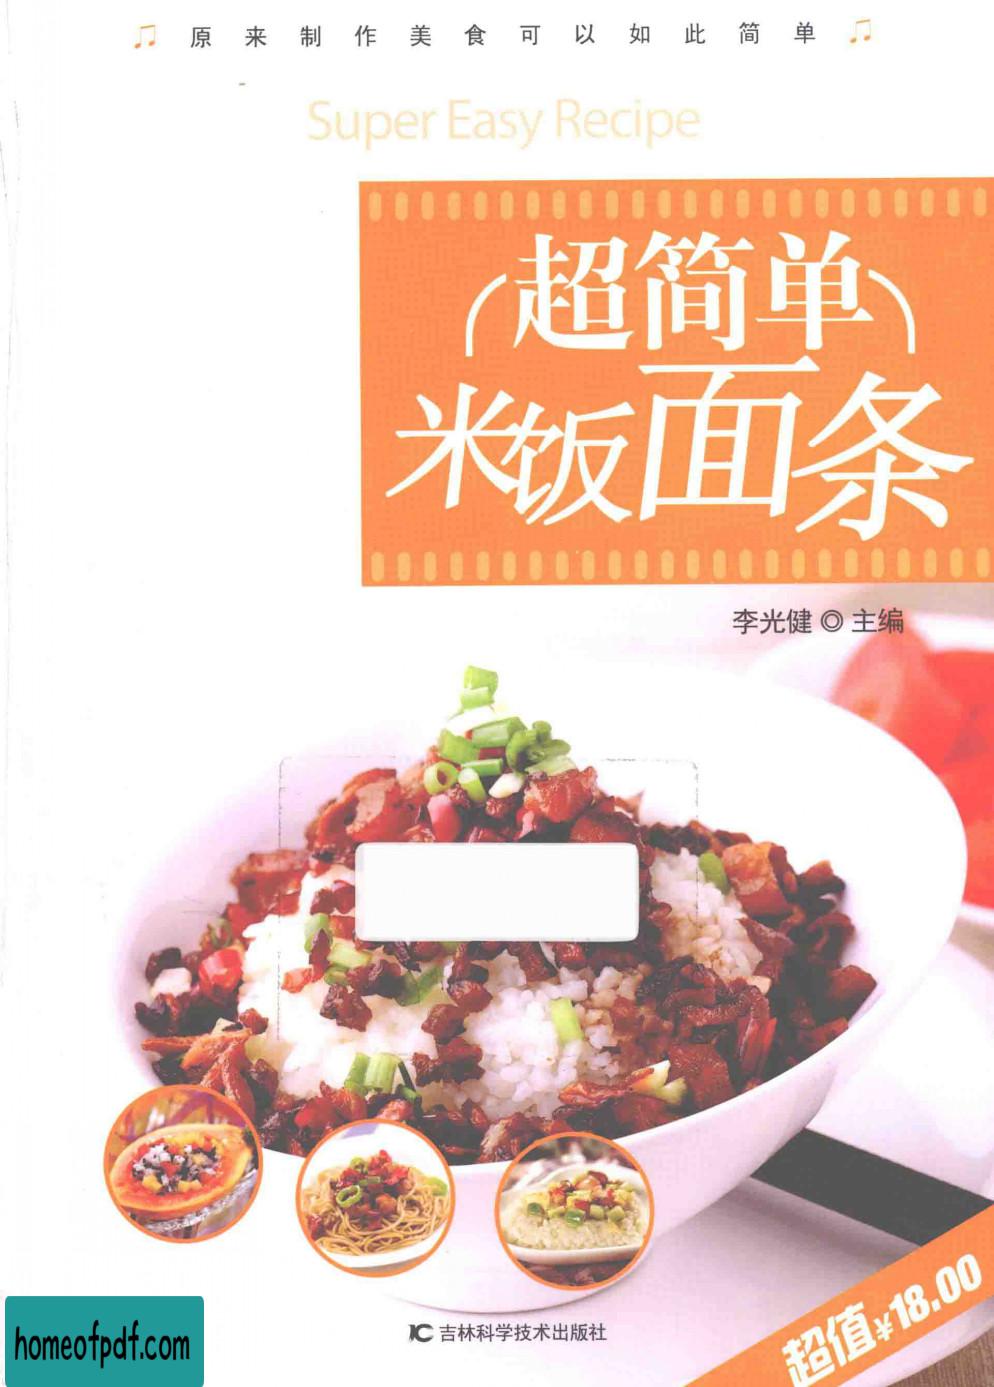 原来制作美食可以如此简单
Super Easy Recipe
超简单
米饭面条
李光健◎主编
吉林科学技术出版社
超值¥18.00
homeofpdf.com